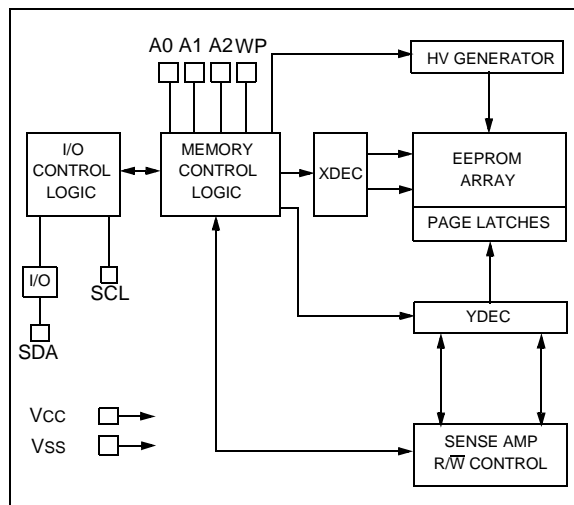 A0 A1 A2 WP
HV GENERATOR
I/O
CONTROL
LOGIC
MEMORY
CONTROL
LOGIC
XDEC
EEPROM
ARRAY
PAGE LATCHES
I/O
SCL
SDA
YDEC
VCC
VSS
SENSE AMP
R/W̅ CONTROL